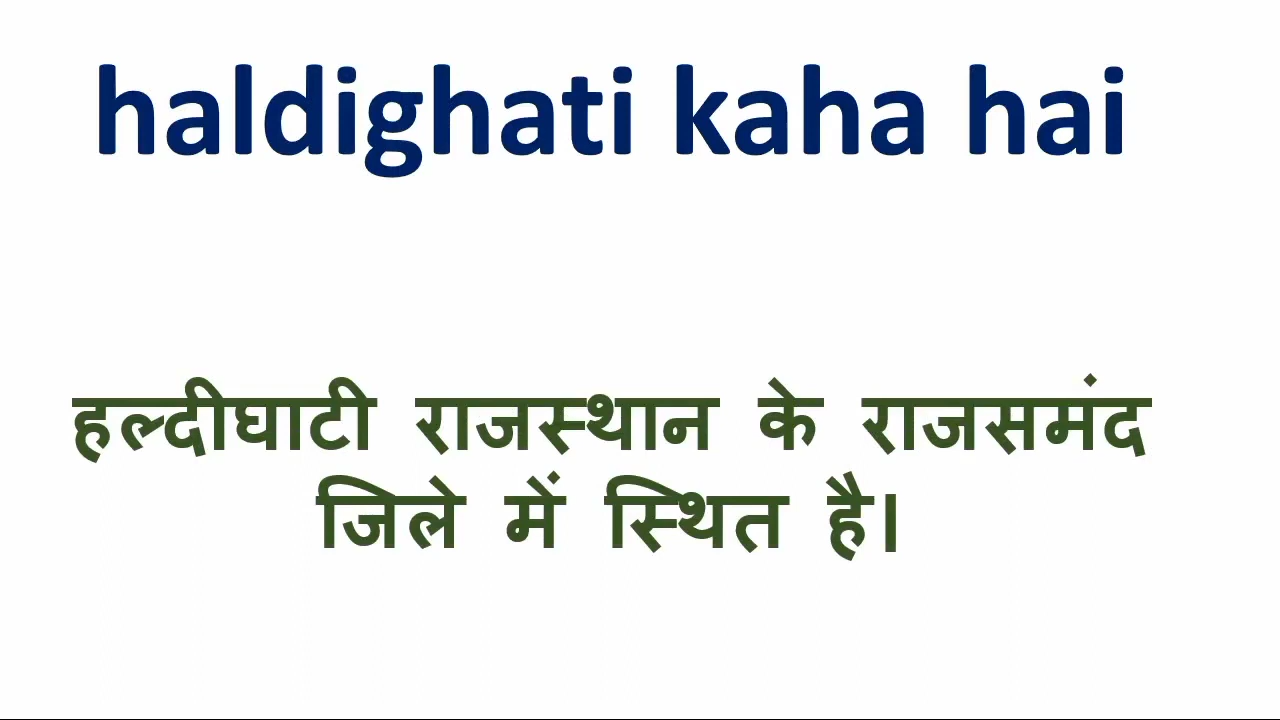 haldighati kaha hai
हल्दीघाटी राजस्थान के राजसमंद
जिले में स्थित है।